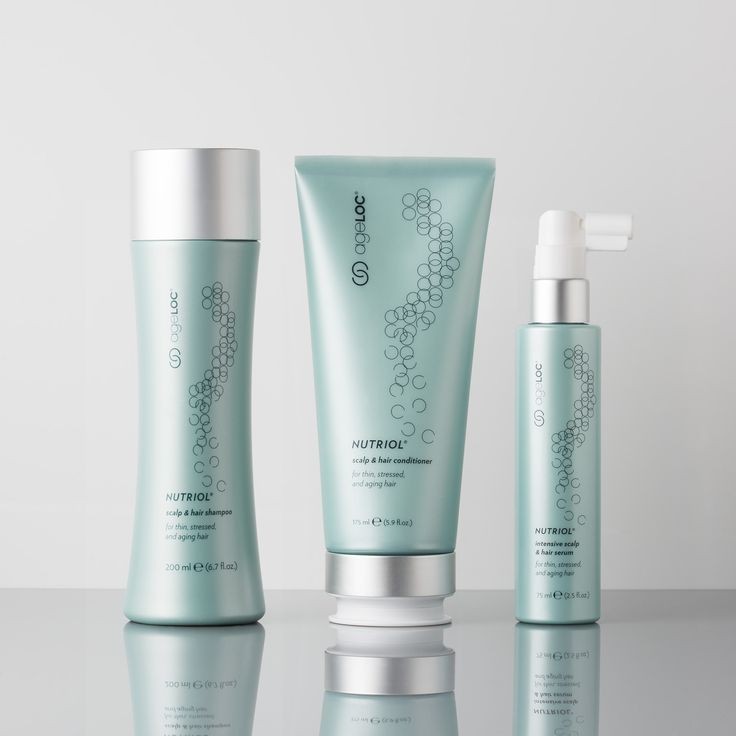 ageLOC®
NUTRIOL®
scalp & hair shampoo
for thin, stressed,
and aging hair
200 ml e (6.7 fl.oz.)
ageLOC®
NUTRIOL®
scalp & hair conditioner
for thin, stressed,
and aging hair
175 ml e (5.9 fl.oz.)
ageLOC®
NUTRIOL®
intensive scalp
& hair serum
for thin, stressed,
and aging hair
75 ml e (2.5 fl.oz.)